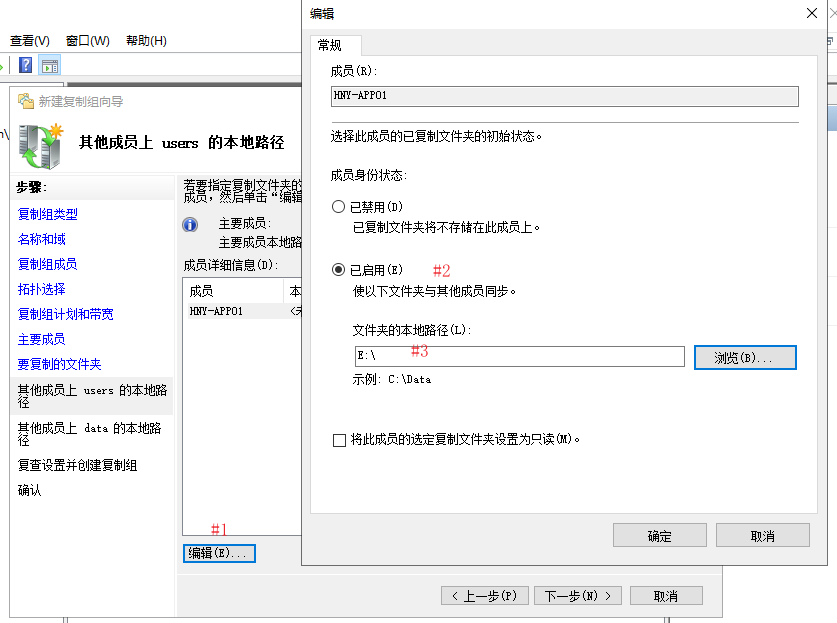 编辑
查看(V) 窗口(W) 帮助(H)
常规
成员(R):
HNY-APP01
选择此成员的已复制文件夹的初始状态。
成员身份状态:
已禁用(D)
已复制文件夹将不存储在此成员上。
已启用(E) #2
使以下文件夹与其他成员同步。
文件夹的本地路径(L):
E:\ #3
浏览(B)...
示例: C:\Data
将此成员的选定复制文件夹设置为只读(M)。
确定 取消
新建复制组向导
其他成员上 users 的本地路径
步骤:
复制组类型
名称和域
复制组成员
拓扑选择
复制组计划和带宽
主要成员
要复制的文件夹
其他成员上 users 的本地路
径
其他成员上 data 的本地路
径
复查设置并创建复制组
确认
若要指定复制文件夹的
成员，然后单击“编辑
主要成员:
主要成员本地路
成员详细信息(D):
成员 本
HNY-APP01
#1
编辑(E)...
< 上一步(P) 下一步(N) > 取消